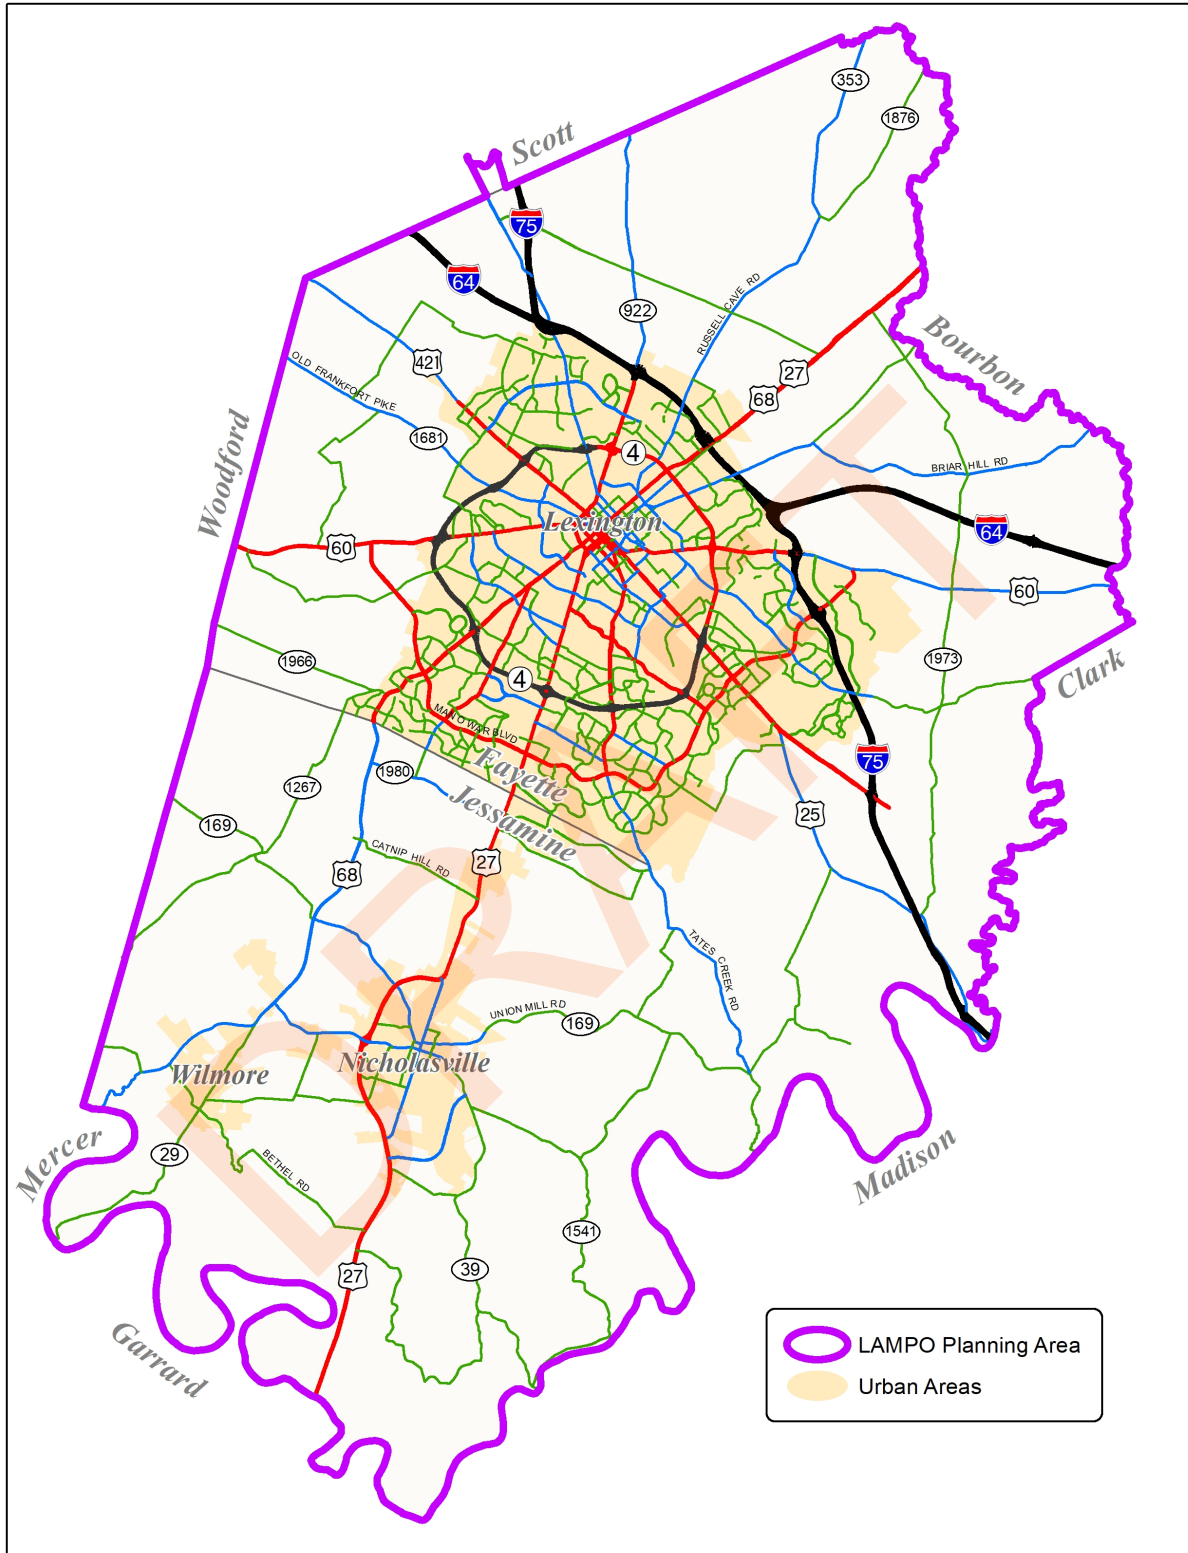 353
1876
Scott
75
64
922
RUSSELL CAVE RD
Bourbon
421
27
68
OLD FRANKFORT PIKE
1681
4
BRIAR HILL RD
Woodford
Lexington
64
60
60
1966
4
1973
Clark
MAN O WAR BLVD
Fayette
75
1980
1267
Jessamine
25
169
CATNIP HILL RD
27
68
TATES CREEK RD
UNION MILL RD
169
Nicholasville
Wilmore
Mercer
29
BETHEL RD
Madison
1541
39
27
Garrard
DRAFT
LAMPO Planning Area
Urban Areas